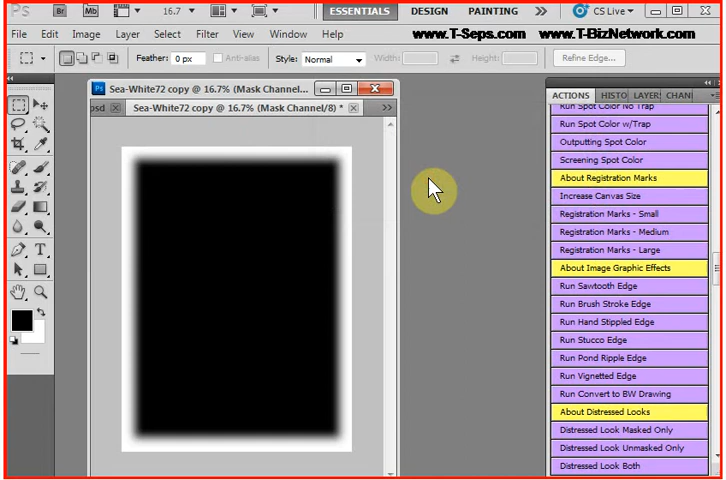 Ps Br Mb 16.7 ESSENTIALS DESIGN PAINTING CS Live
File Edit Image Layer Select Filter View Window Help www.T-Seps.com www.T-BizNetwork.com
Feather: 0 px Anti-alias Style: Normal Width: Height: Refine Edge...
Ps Sea-White72 copy @ 16.7% (Mask Channel...
psd Sea-White72 copy @ 16.7% (Mask Channel/8) *
ACTIONS HISTO LAYERS CHAN
Run Spot Color No Trap
Run Spot Color w/Trap
Outputting Spot Color
Screening Spot Color
About Registration Marks
Increase Canvas Size
Registration Marks - Small
Registration Marks - Medium
Registration Marks - Large
About Image Graphic Effects
Run Sawtooth Edge
Run Brush Stroke Edge
Run Hand Stippled Edge
Run Stucco Edge
Run Pond Ripple Edge
Run Vignetted Edge
Run Convert to BW Drawing
About Distressed Looks
Distressed Look Masked Only
Distressed Look Unmasked Only
Distressed Look Both